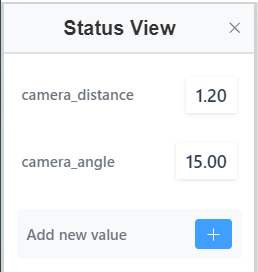 Status View
camera_distance 1.20
camera_angle 15.00
Add new value